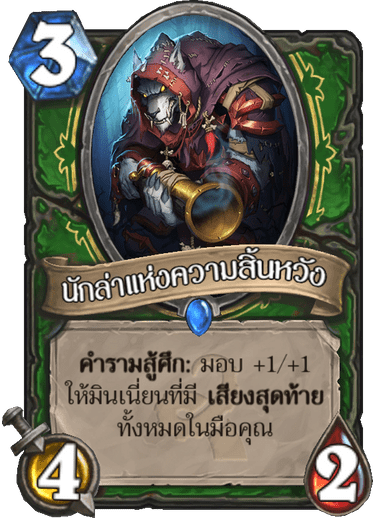 3
นักล่าแห่งความสิ้นหวัง
คำรามสู้ศึก: มอบ +1/+1
ให้มินเนี่ยนที่มี เสียงสุดท้าย
ทั้งหมดในมือคุณ
4
2